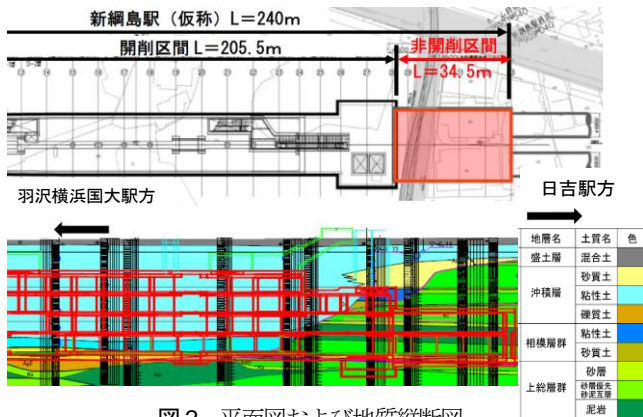 新綱島駅（仮称）L=240m
開削区間 L=205.5m
非開削区間
L=34.5m
羽沢横浜国大駅方
日吉駅方
地層名 土質名 色
盛土層 混合土
沖積層 砂質土
粘性土
礫質土
相模層群 粘性土
砂質土
上総層群 砂層
砂層優先
砂泥互層
泥岩
図2 平面図および地質縦断図